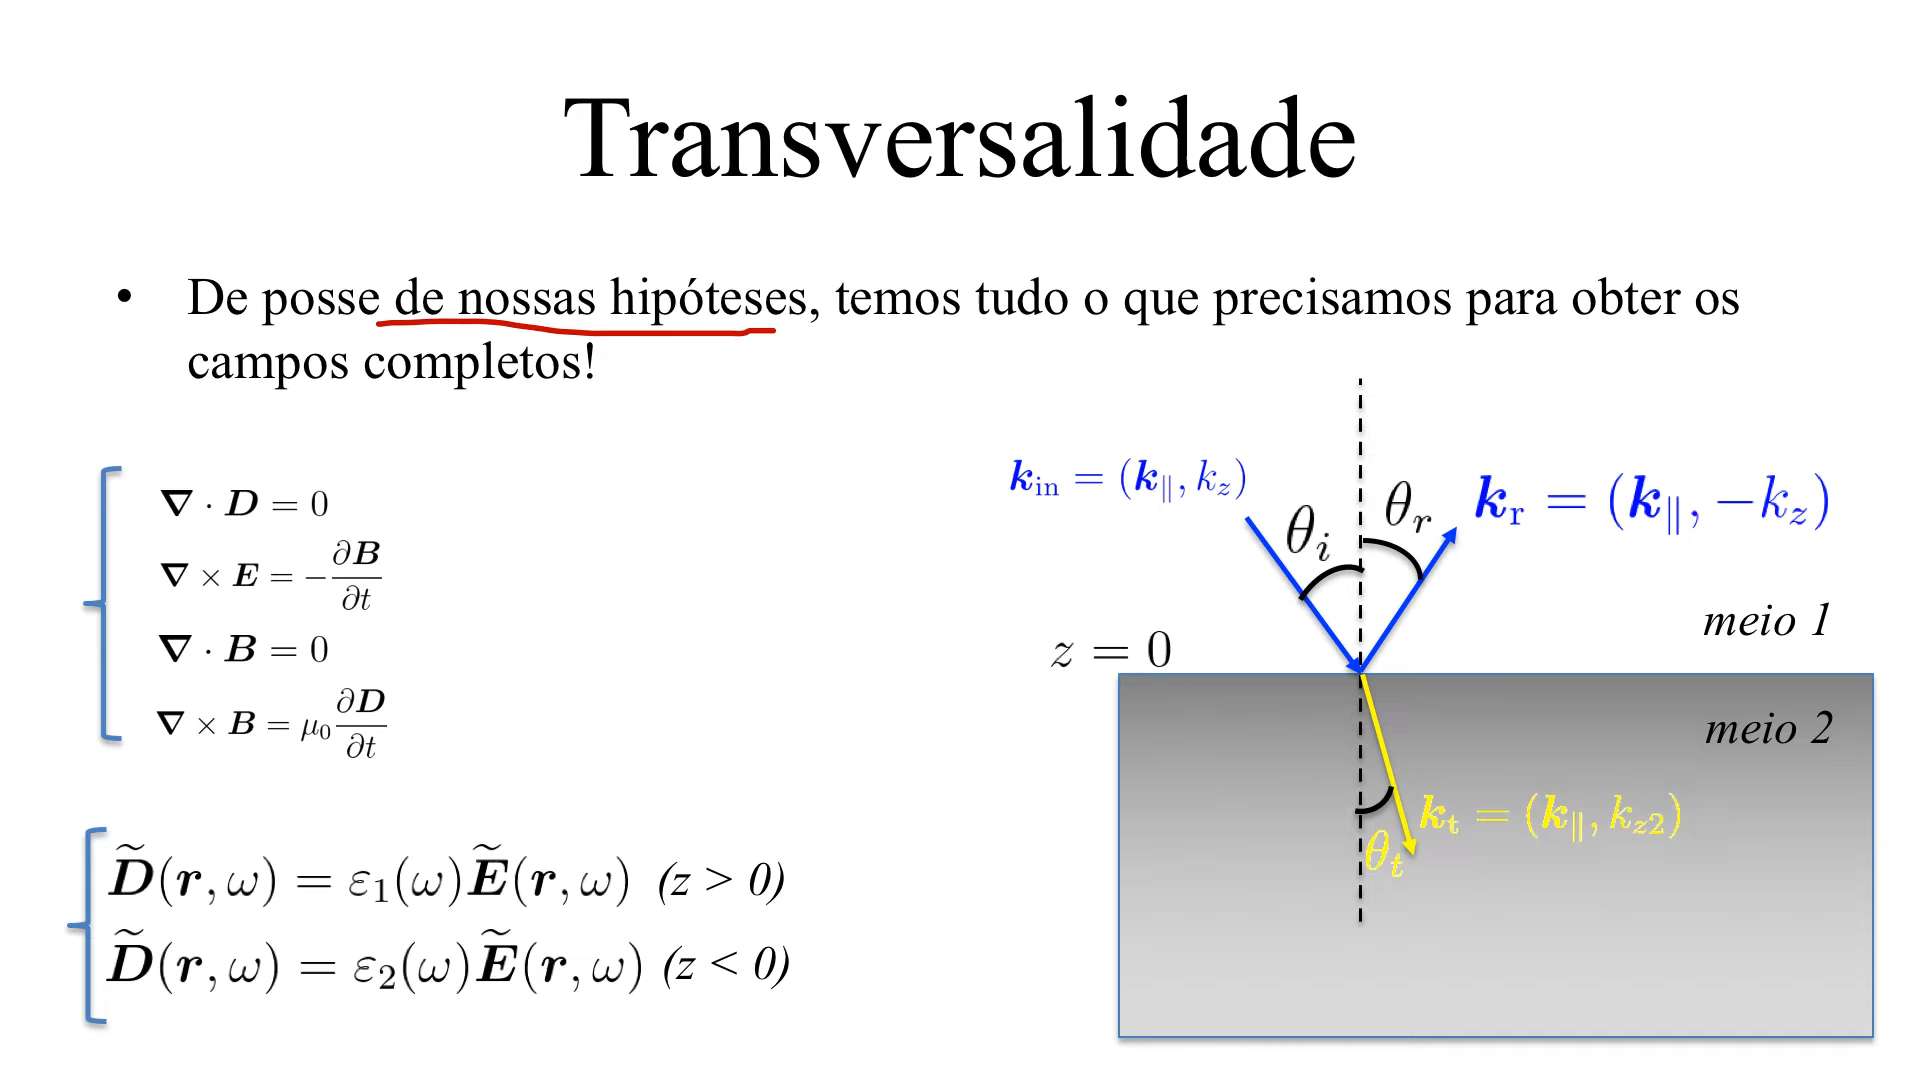 Transversalidade
• De posse de nossas hipóteses, temos tudo o que precisamos para obter os
campos completos!
∇ · D = 0
∇ × E = −∂B/∂t
∇ · B = 0
∇ × B = μ₀ ∂D/∂t
D̃(r, ω) = ε₁(ω)Ẽ(r, ω) (z > 0)
D̃(r, ω) = ε₂(ω)Ẽ(r, ω) (z < 0)
k_in = (k_∥, k_z)
θ_i
θ_r
k_r = (k_∥, −k_z)
meio 1
z = 0
meio 2
k_t = (k_∥, k_z2)
θ_t